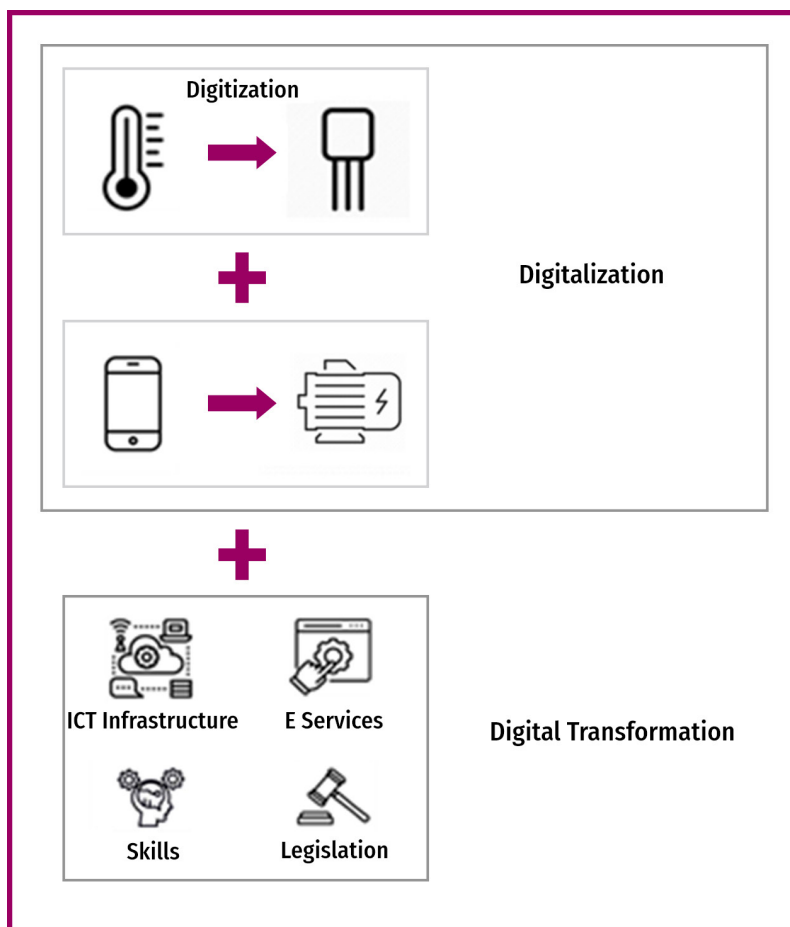 Digitization
Digitalization
ICT Infrastructure
E Services
Digital Transformation
Skills
Legislation